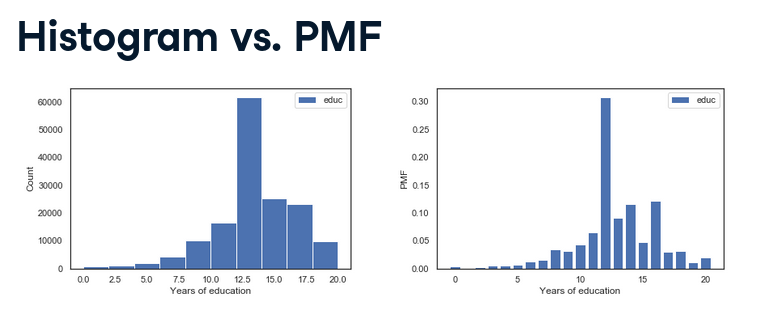 Histogram vs. PMF
educ
60000
50000
40000
30000
20000
10000
0
Count
0.0 2.5 5.0 7.5 10.0 12.5 15.0 17.5 20.0
Years of education
educ
0.30
0.25
0.20
0.15
0.10
0.05
0.00
PMF
0 5 10 15 20
Years of education